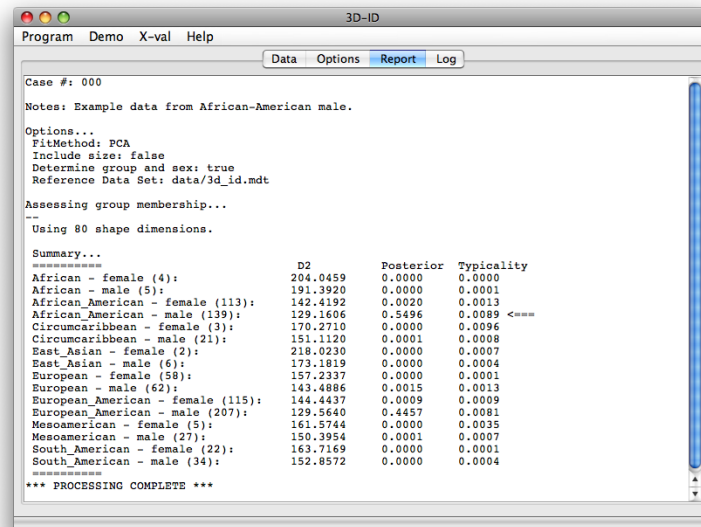 3D-ID
Program Demo X-val Help
Data Options Report Log
Case #: 000
Notes: Example data from African-American male.
Options...
FitMethod: PCA
Include size: false
Determine group and sex: true
Reference Data Set: data/3d_id.mdt
Assessing group membership...
--
Using 80 shape dimensions.
Summary...
========== D2 Posterior Typicality
African - female (4): 204.0459 0.0000 0.0000
African - male (5): 191.3920 0.0000 0.0001
African_American - female (113): 142.4192 0.0020 0.0013
African_American - male (139): 129.1606 0.5496 0.0089 <===
Circumcaribbean - female (3): 170.2710 0.0000 0.0096
Circumcaribbean - male (21): 151.1120 0.0001 0.0008
East_Asian - female (2): 218.0230 0.0000 0.0007
East_Asian - male (6): 173.1819 0.0000 0.0004
European - female (58): 157.2337 0.0000 0.0001
European - male (62): 143.4886 0.0015 0.0013
European_American - female (115): 144.4437 0.0009 0.0009
European_American - male (207): 129.5640 0.4457 0.0081
Mesoamerican - female (5): 161.5744 0.0000 0.0035
Mesoamerican - male (27): 150.3954 0.0001 0.0007
South_American - female (22): 163.7169 0.0000 0.0001
South_American - male (34): 152.8572 0.0000 0.0004
==========
*** PROCESSING COMPLETE ***